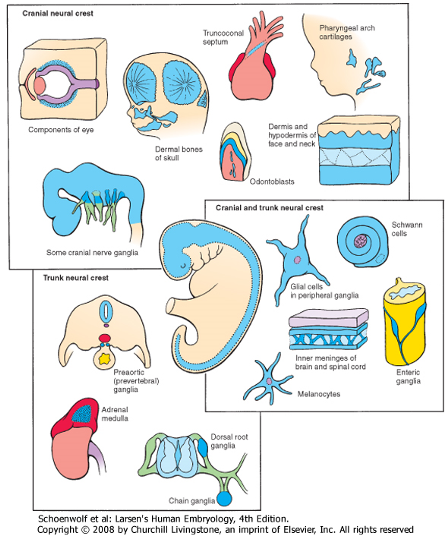 Cranial neural crest
Truncoconal
septum
Pharyngeal arch
cartilages
Components of eye
Dermal bones
of skull
Dermis and
hypodermis of
face and neck
Odontoblasts
Some cranial nerve ganglia
Cranial and trunk neural crest
Schwann
cells
Glial cells
in peripheral ganglia
Inner meninges of
brain and spinal cord
Enteric
ganglia
Melanocytes
Trunk neural crest
Preaortic
(prevertebral)
ganglia
Adrenal
medulla
Dorsal root
ganglia
Chain ganglia
Schoenwolf et al: Larsen's Human Embryology, 4th Edition.
Copyright © 2008 by Churchill Livingstone, an imprint of Elsevier, Inc. All rights reserved